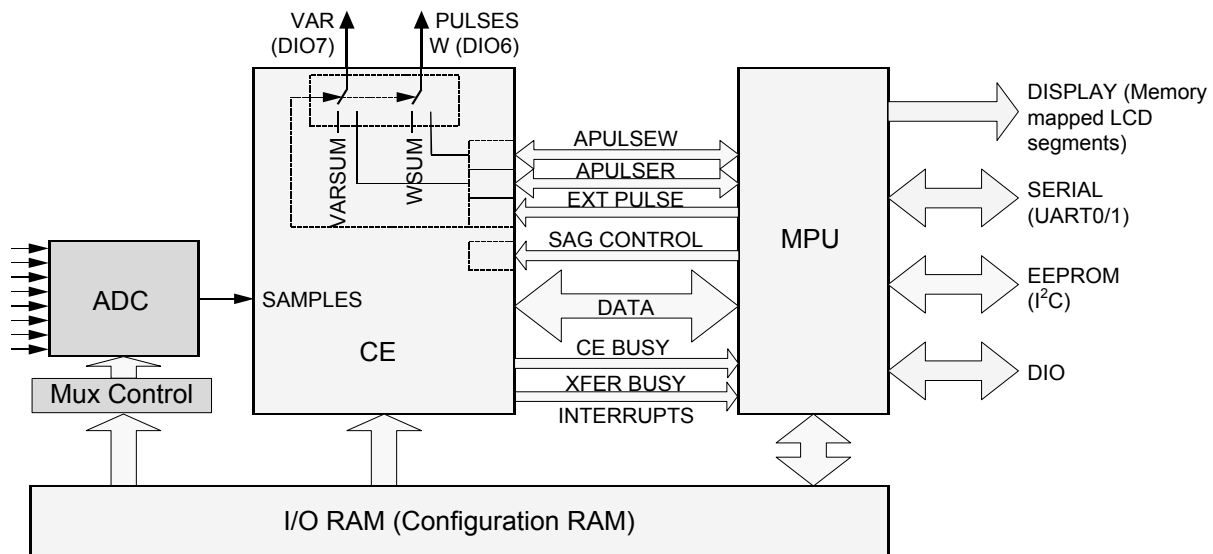 VAR
(DIO7)
PULSES
W (DIO6)
VARSUM
WSUM
APULSEW
APULSER
EXT PULSE
SAG CONTROL
DATA
CE BUSY
XFER BUSY
INTERRUPTS
SAMPLES
CE
ADC
Mux Control
MPU
DISPLAY (Memory
mapped LCD
segments)
SERIAL
(UART0/1)
EEPROM
(I²C)
DIO
I/O RAM (Configuration RAM)